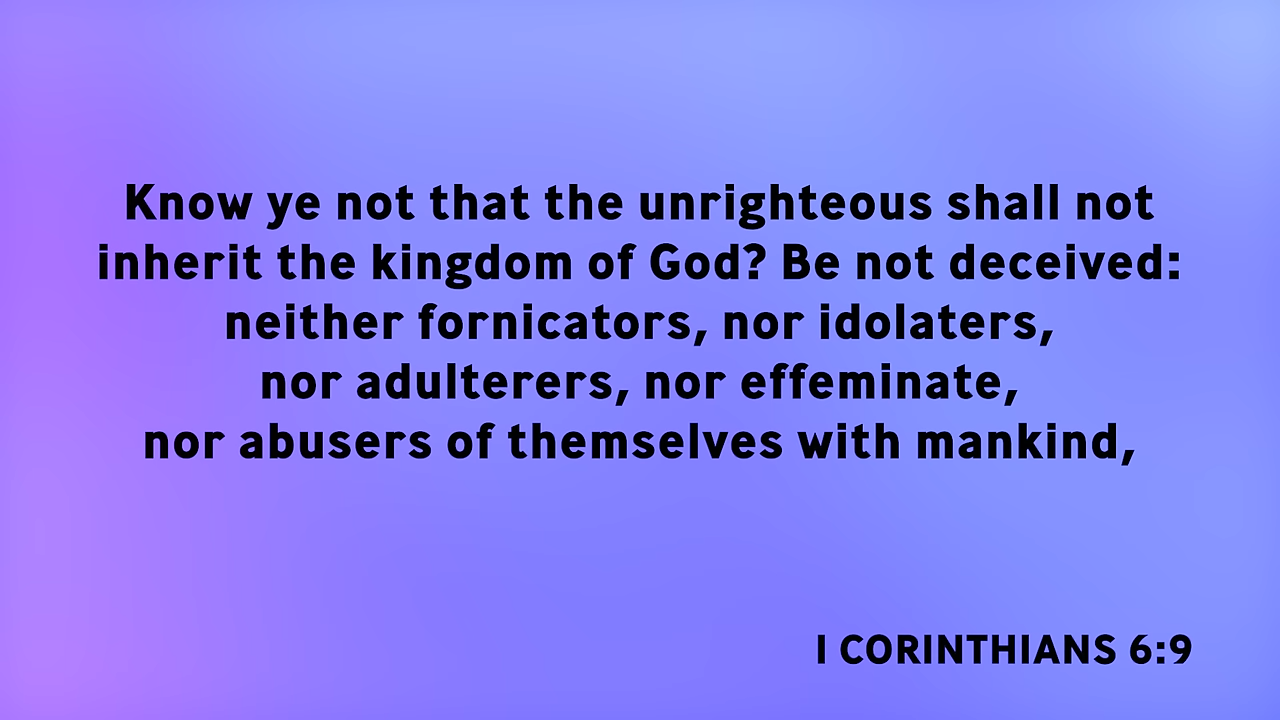 Know ye not that the unrighteous shall not
inherit the kingdom of God? Be not deceived:
neither fornicators, nor idolaters,
nor adulterers, nor effeminate,
nor abusers of themselves with mankind,
I CORINTHIANS 6:9